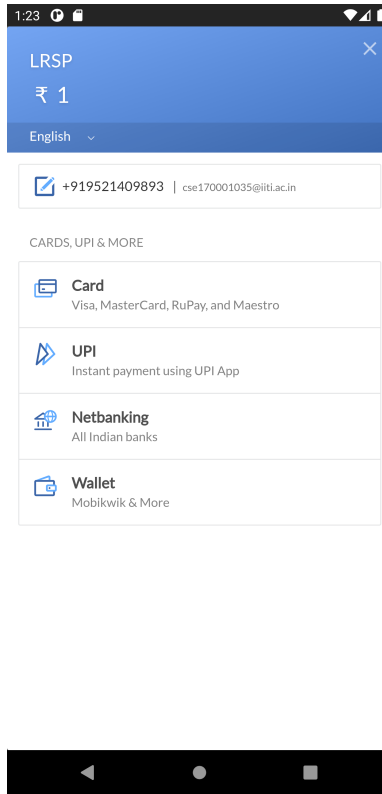 1:23
LRSP
₹ 1
English
+919521409893 | cse170001035@iiti.ac.in
CARDS, UPI & MORE
Card
Visa, MasterCard, RuPay, and Maestro
UPI
Instant payment using UPI App
Netbanking
All Indian banks
Wallet
Mobikwik & More